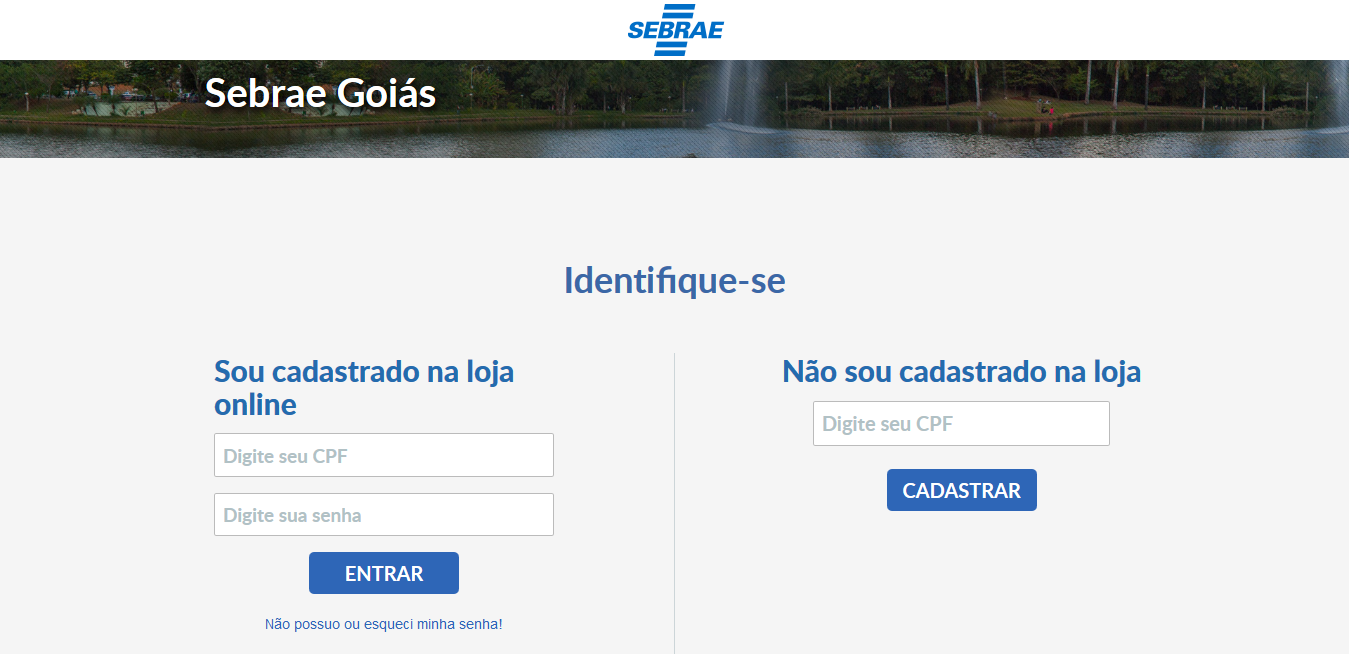 SEBRAE
Sebrae Goiás
Identifique-se
Sou cadastrado na loja
online
Digite seu CPF
Digite sua senha
ENTRAR
Não possuo ou esqueci minha senha!
Não sou cadastrado na loja
Digite seu CPF
CADASTRAR